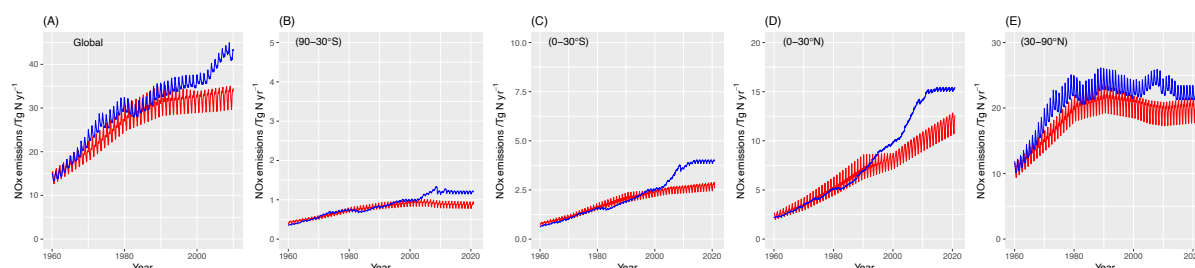 (A)
Global
NOx emissions /Tg N yr⁻¹
0
10
20
30
40
1960
1980
2000
Year
(B)
(90−30°S)
NOx emissions /Tg N yr⁻¹
0
1
2
3
4
5
1960
1980
2000
2020
Year
(C)
(0−30°S)
NOx emissions /Tg N yr⁻¹
0.0
2.5
5.0
7.5
10.0
1960
1980
2000
2020
Year
(D)
(0−30°N)
NOx emissions /Tg N yr⁻¹
0
5
10
15
20
1960
1980
2000
2020
Year
(E)
(30−90°N)
NOx emissions /Tg N yr⁻¹
0
10
20
30
1960
1980
2000
2020
Year